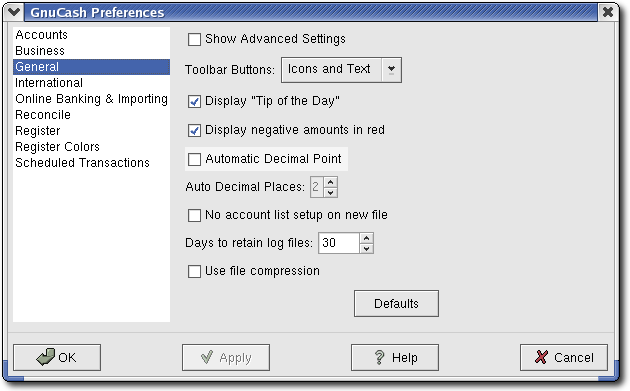 GnuCash Preferences
Accounts
Business
General
International
Online Banking & Importing
Reconcile
Register
Register Colors
Scheduled Transactions
Show Advanced Settings
Toolbar Buttons: Icons and Text
Display "Tip of the Day"
Display negative amounts in red
Automatic Decimal Point
Auto Decimal Places: 2
No account list setup on new file
Days to retain log files: 30
Use file compression
Defaults
OK
Apply
Help
Cancel